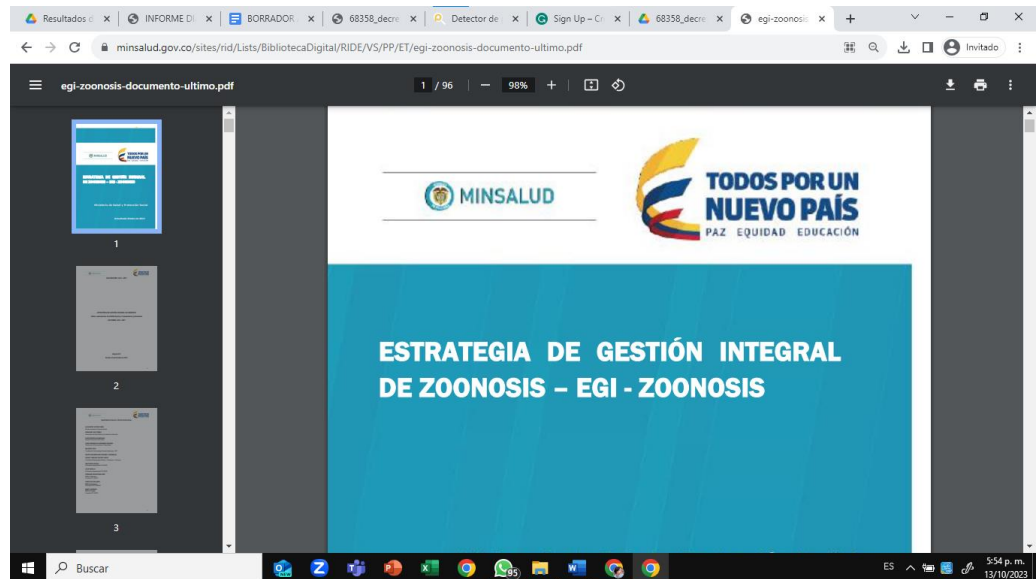 Resultados d
INFORME DI
BORRADOR
68358_decre
Detector de
Sign Up – Cr
68358_decre
egi-zoonosis
minsalud.gov.co/sites/rid/Lists/BibliotecaDigital/RIDE/VS/PP/ET/egi-zoonosis-documento-ultimo.pdf
Invitado
egi-zoonosis-documento-ultimo.pdf
1 / 96
98%
1
2
3
MINSALUD
TODOS POR UN
NUEVO PAÍS
PAZ EQUIDAD EDUCACIÓN
ESTRATEGIA DE GESTIÓN INTEGRAL
DE ZOONOSIS – EGI - ZOONOSIS
Buscar
95
ES
5:54 p. m.
13/10/2023